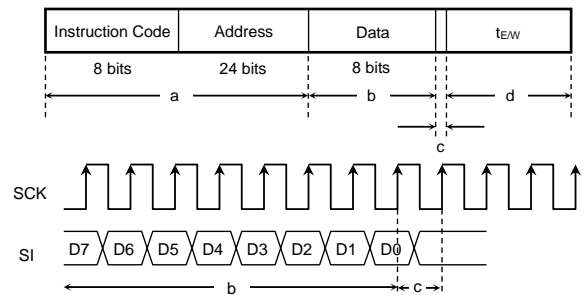 Instruction Code Address Data tE/W
8 bits 24 bits 8 bits
a b d
c
SCK
SI D7 D6 D5 D4 D3 D2 D1 D0
b c